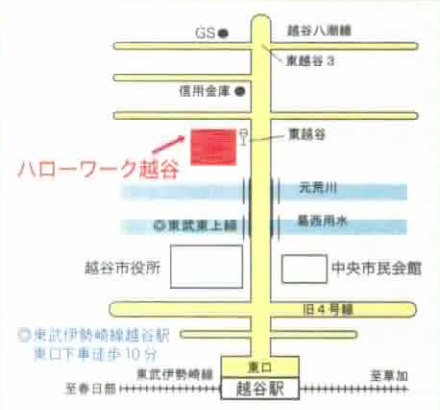 GS
越谷八潮線
東越谷3
信用金庫
東越谷
ハローワーク越谷
元荒川
◎東武東上線
葛西用水
越谷市役所
中央市民会館
旧4号線
◎東武伊勢崎線越谷駅
東口下車徒歩10分
東武伊勢崎線
東口
至春日部
越谷駅
至草加